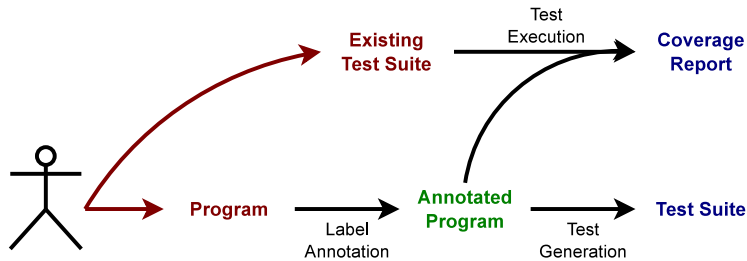 Existing
Test Suite
Test
Execution
Coverage
Report
Program
Label
Annotation
Annotated
Program
Test
Generation
Test Suite